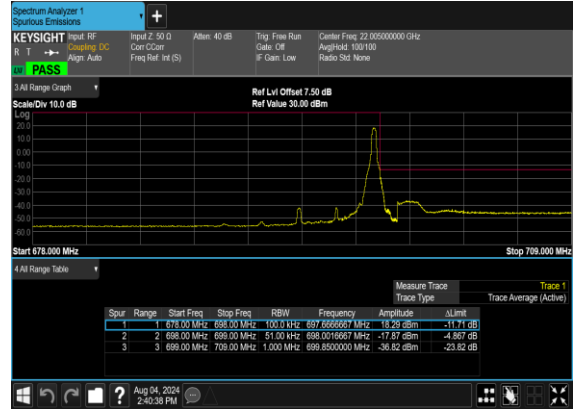 Spectrum Analyzer 1
Spurious Emissions
KEYSIGHT Input: RF Input Z: 50 Ω Atten: 40 dB Trig: Free Run Center Freq: 22.005000000 GHz
R T Coupling: DC Corr CCorr Gate: Off Avg|Hold: 100/100
Align: Auto Freq Ref: Int (S) IF Gain: Low Radio Std: None
PASS
3 All Range Graph
Ref Lvl Offset 7.50 dB
Scale/Div 10.0 dB Ref Value 30.00 dBm
Log
20.0
10.0
0.00
-10.0
-20.0
-30.0
-40.0
-50.0
-60.0
Start 678.000 MHz Stop 709.000 MHz
4 All Range Table
Measure Trace Trace 1
Trace Type Trace Average (Active)
Spur Range Start Freq Stop Freq RBW Frequency Amplitude ΔLimit
1 1 678.00 MHz 698.00 MHz 100.0 kHz 697.6666667 MHz 18.29 dBm -11.71 dB
2 2 698.00 MHz 699.00 MHz 51.00 kHz 698.0016667 MHz -17.87 dBm -4.867 dB
3 3 699.00 MHz 709.00 MHz 1.000 MHz 699.8500000 MHz -36.82 dBm -23.82 dB
? Aug 04, 2024
2:40:38 PM